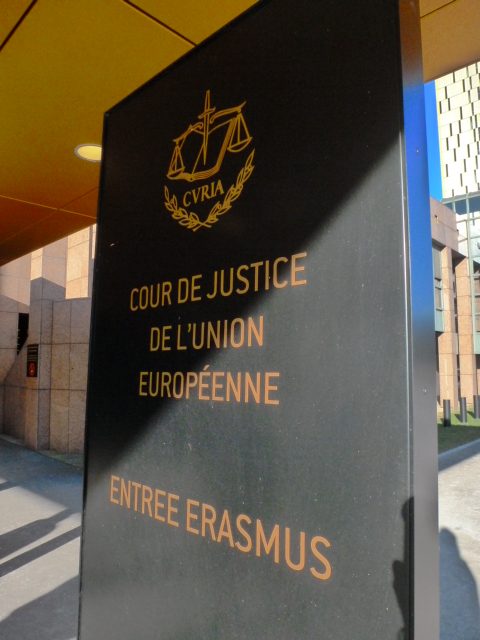 CVRIA
COUR DE JUSTICE
DE L'UNION
EUROPÉENNE
ENTREE ERASMUS